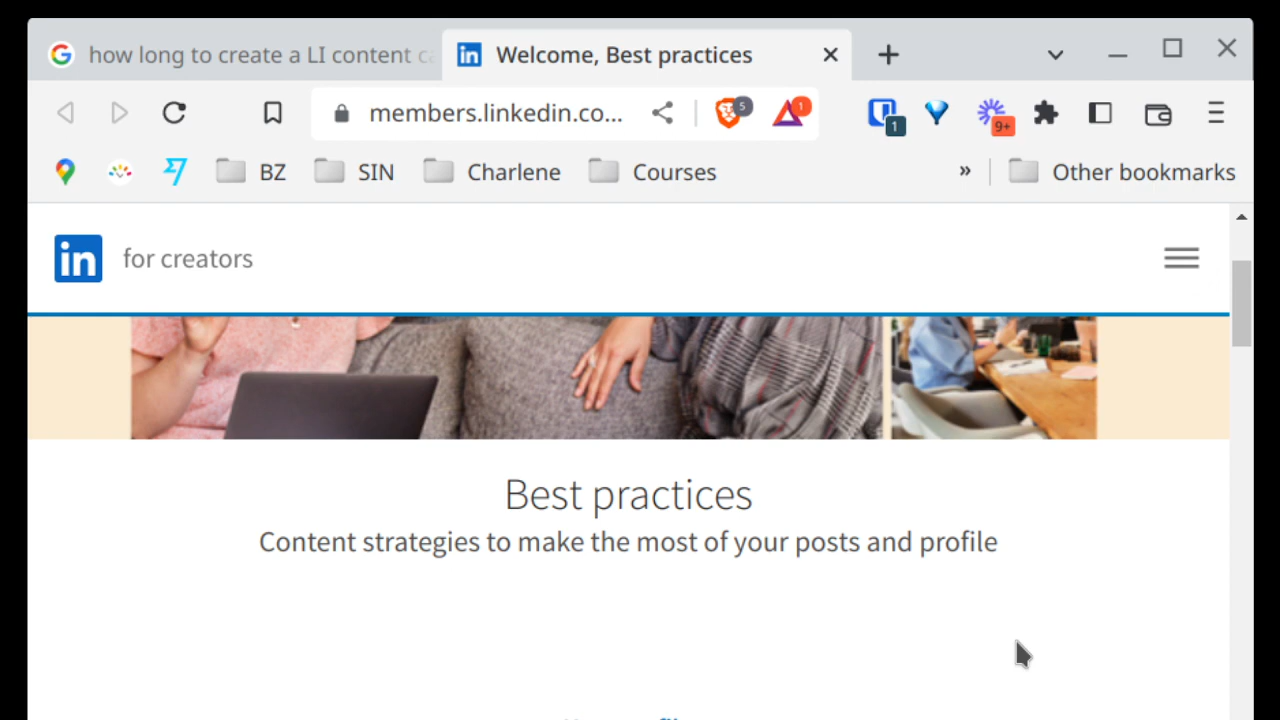 how long to create a LI content c
Welcome, Best practices
members.linkedin.co...
5
1
1
9+
BZ
SIN
Charlene
Courses
»
Other bookmarks
in for creators
Best practices
Content strategies to make the most of your posts and profile